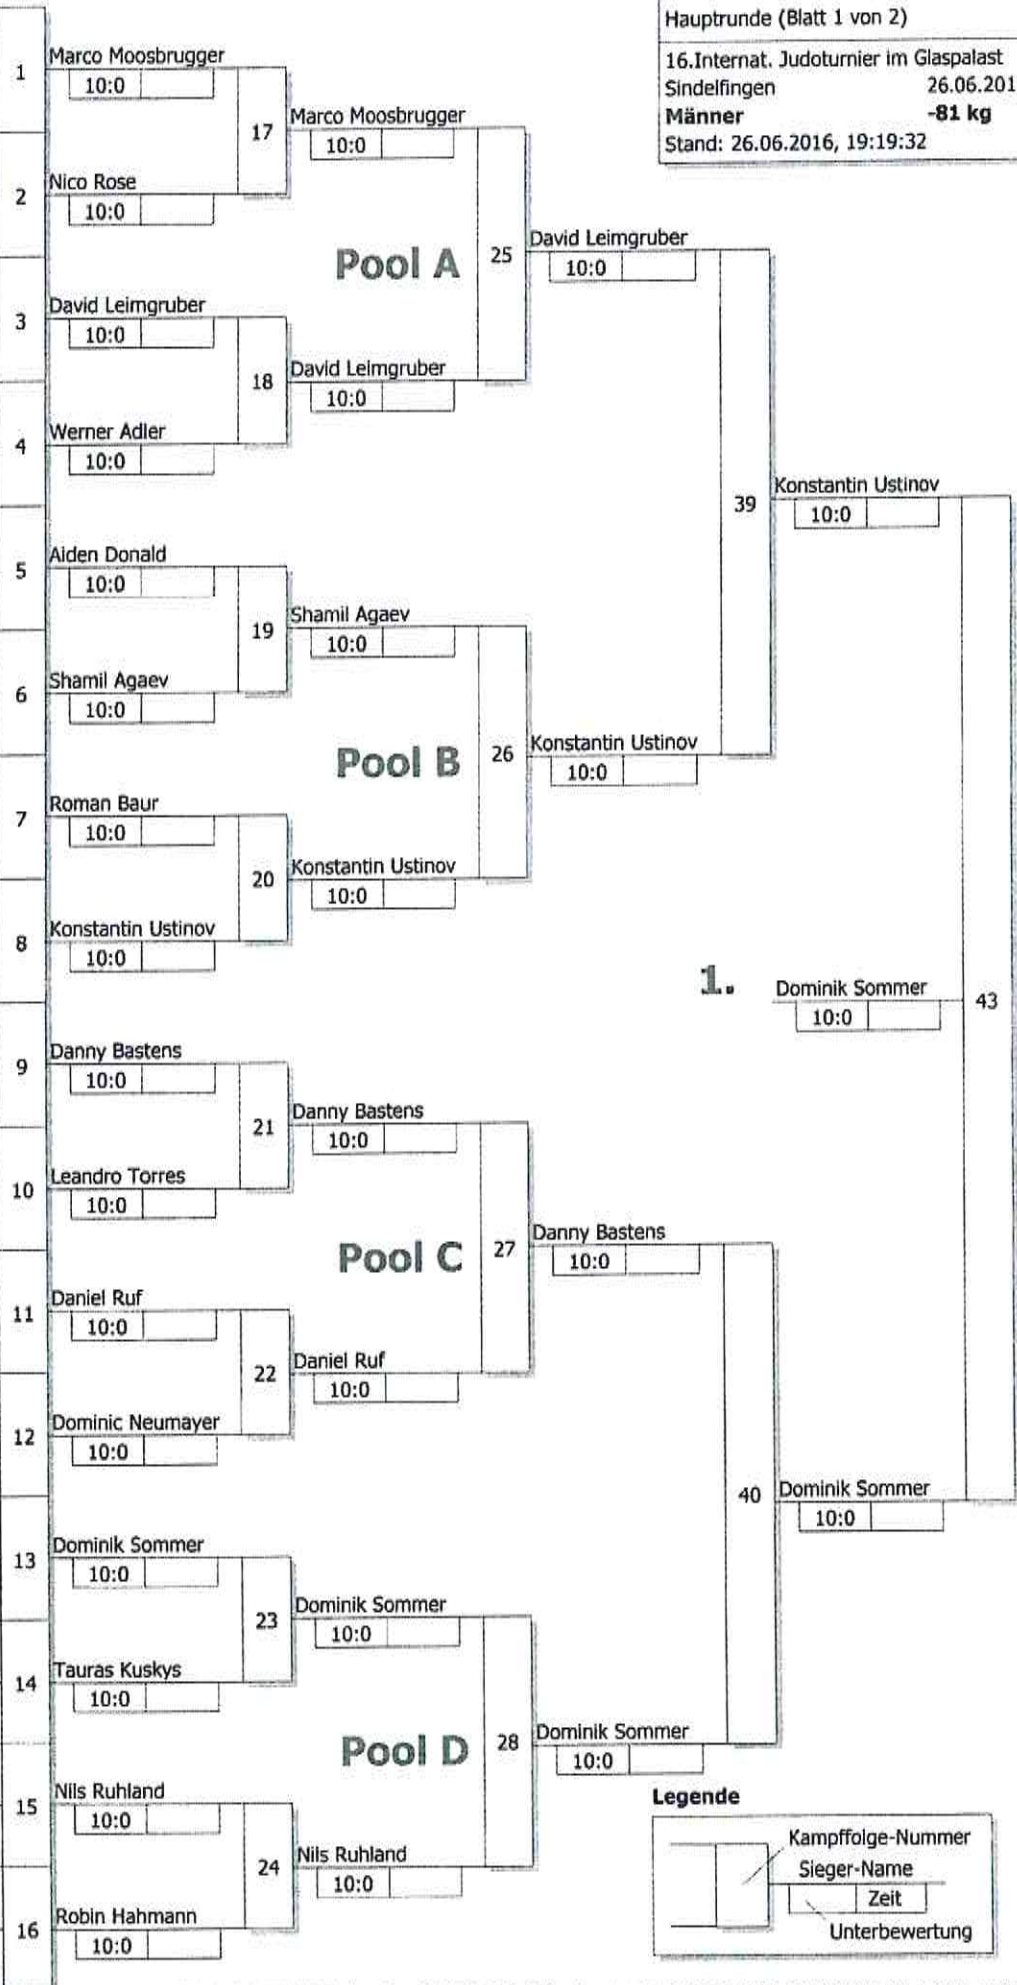 Hauptrunde (Blatt 1 von 2)
16.Internat. Judoturnier im Glaspalast
Sindelfingen 26.06.201
Männer -81 kg
Stand: 26.06.2016, 19:19:32
1 Marco Moosbrugger
10:0
17
2 Nico Rose
10:0
Marco Moosbrugger
10:0
Pool A
25
3 David Leimgruber
10:0
18
4 Werner Adler
10:0
David Leimgruber
10:0
David Leimgruber
10:0
39
5 Aiden Donald
10:0
19
6 Shamil Agaev
10:0
Shamil Agaev
10:0
Pool B
26
7 Roman Baur
10:0
20
8 Konstantin Ustinov
10:0
Konstantin Ustinov
10:0
Konstantin Ustinov
10:0
Konstantin Ustinov
10:0
1. Dominik Sommer
10:0
43
9 Danny Bastens
10:0
21
10 Leandro Torres
10:0
Danny Bastens
10:0
Pool C
27
11 Daniel Ruf
10:0
22
12 Dominic Neumayer
10:0
Daniel Ruf
10:0
Danny Bastens
10:0
40
Dominik Sommer
10:0
13 Dominik Sommer
10:0
23
14 Tauras Kuskys
10:0
Dominik Sommer
10:0
Pool D
28
15 Nils Ruhland
10:0
24
16 Robin Hahmann
10:0
Nils Ruhland
10:0
Dominik Sommer
10:0
Legende
Kampffolge-Nummer
Sieger-Name
Zeit
Unterbewertung